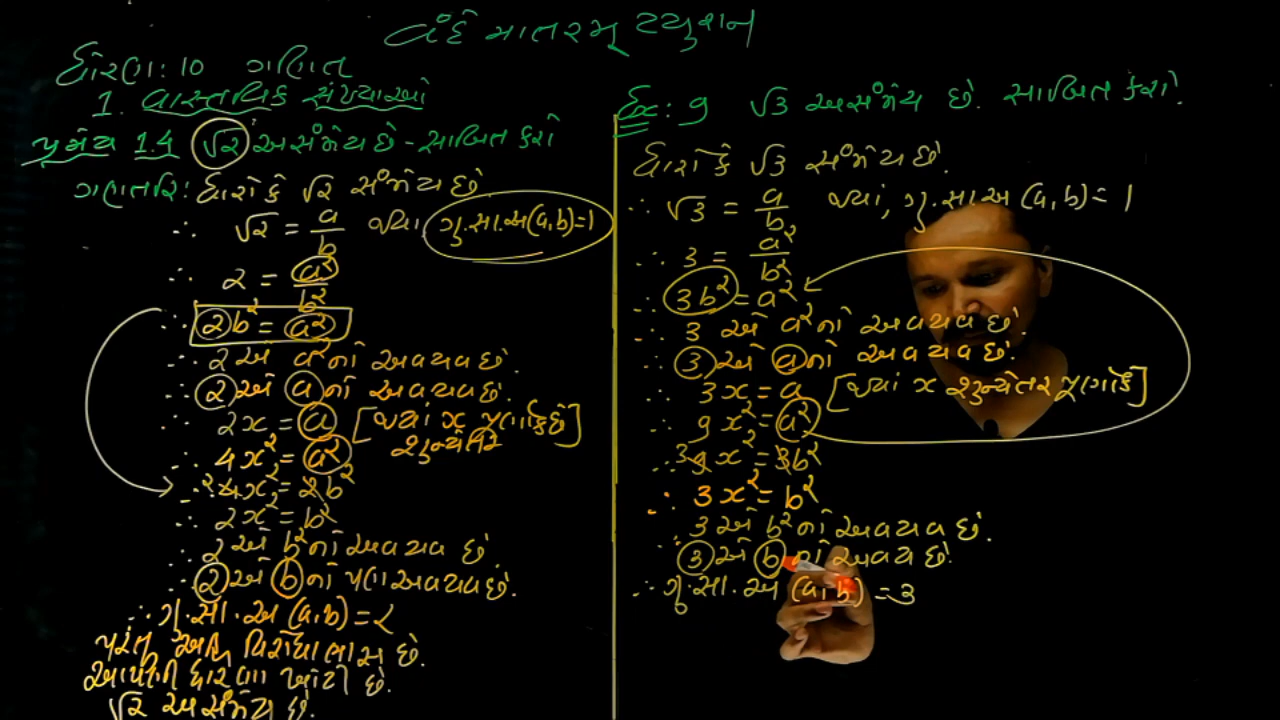 વંદે માતરમ્ ટ્યુશન
ધોરણ: 10 ગણિત
1. વાસ્તવિક સંખ્યાઓ
પ્રમેય 1.4 √2 અસંમેય છે - સાબિત કરો
સાબિતી: ધારો કે √2 સંમેય છે
∴ √2 = a/b જ્યાં ગુ.સા.અ(a,b)=1
∴ 2 = a²/b²
∴ 2b² = a²
∴ 2 એ a²નો અવયવ છે.
∴ 2 એ aનો અવયવ છે.
∴ 2x = a [જ્યાં x પૂર્ણાંક છે]
શૂન્યેતર
∴ 4x² = a²
∴ 4x² = 2b²
∴ 2x² = b²
∴ 2 એ b²નો અવયવ છે.
∴ 2 એ bનો પણ અવયવ છે.
∴ ગુ.સા.અ (a,b) = 2
પરંતુ આ વિરોધાભાસ છે.
આપણી ધારણા ખોટી છે.
√2 અસંમેય છે.
Ex: 9 √3 અસંમેય છે. સાબિત કરો.
ધારો કે √3 સંમેય છે.
∴ √3 = a/b જ્યાં, ગુ.સા.અ (a,b) = 1
∴ 3 = a²/b²
∴ 3b² = a²
∴ 3 એ a²નો અવયવ છે.
∴ 3 એ aનો અવયવ છે.
∴ 3x = a [જ્યાં x શૂન્યેતર પૂર્ણાંક]
∴ 9x² = a²
∴ 9x² = 3b²
∴ 3x² = b²
∴ 3 એ b²નો અવયવ છે.
3 એ bનો અવયવ છે.
∴ ગુ.સા.અ (a,b) = 3